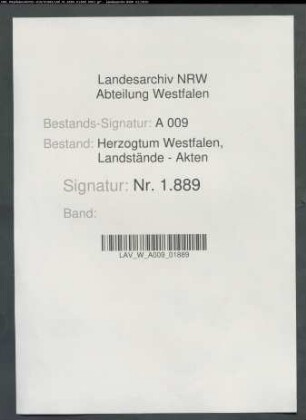 Landesarchiv NRW
Abteilung Westfalen
Bestands-Signatur: A 009
Bestand: Herzogtum Westfalen,
Landstände - Akten
Signatur: Nr. 1.889
Band:
LAV_W_A009_01889